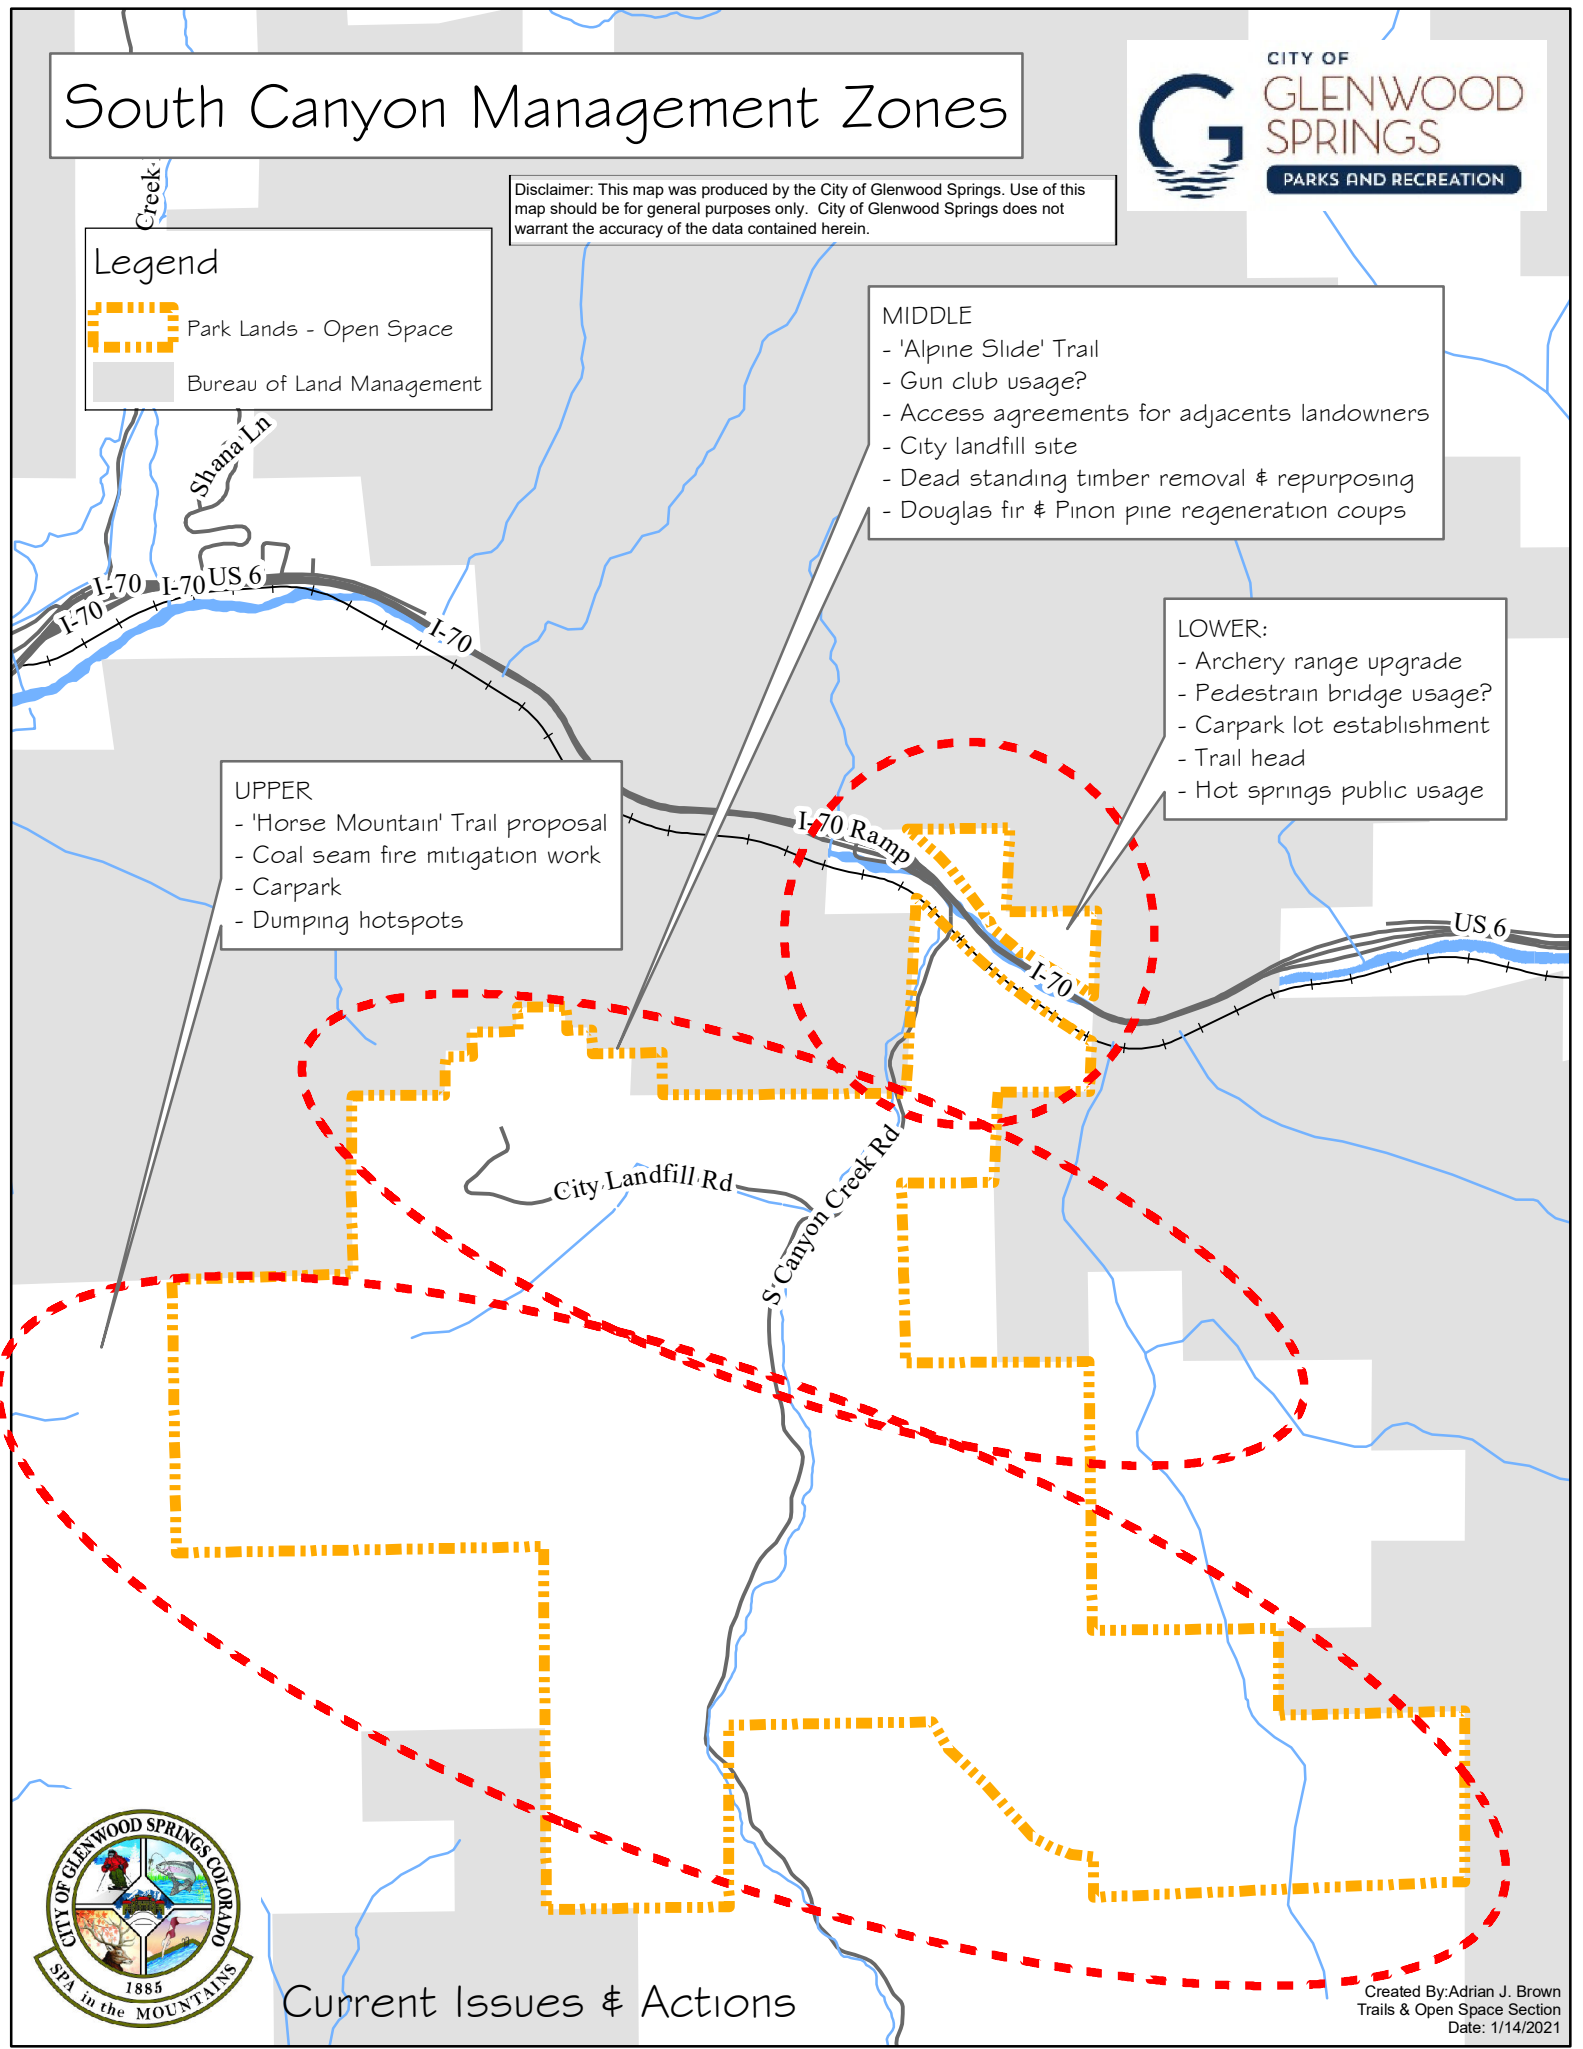 South Canyon Management Zones
CITY OF
GLENWOOD
SPRINGS
PARKS AND RECREATION
Disclaimer: This map was produced by the City of Glenwood Springs. Use of this
map should be for general purposes only.  City of Glenwood Springs does not
warrant the accuracy of the data contained herein.
Creek
Legend
Park Lands - Open Space
Bureau of Land Management
MIDDLE
- 'Alpine Slide' Trail
- Gun club usage?
- Access agreements for adjacents landowners
- City landfill site
- Dead standing timber removal & repurposing
- Douglas fir & Pinon pine regeneration coups
Shana Ln
I-70
I-70
US 6
I-70
I-70
LOWER:
- Archery range upgrade
- Pedestrain bridge usage?
- Carpark lot establishment
- Trail head
- Hot springs public usage
UPPER
- 'Horse Mountain' Trail proposal
- Coal seam fire mitigation work
- Carpark
- Dumping hotspots
I-70 Ramp
US 6
I-70
City Landfill Rd
S Canyon Creek Rd
CITY OF GLENWOOD SPRINGS COLORADO
1885
SPA in the MOUNTAINS
Current Issues & Actions
Created By:Adrian J. Brown
Trails & Open Space Section
Date: 1/14/2021